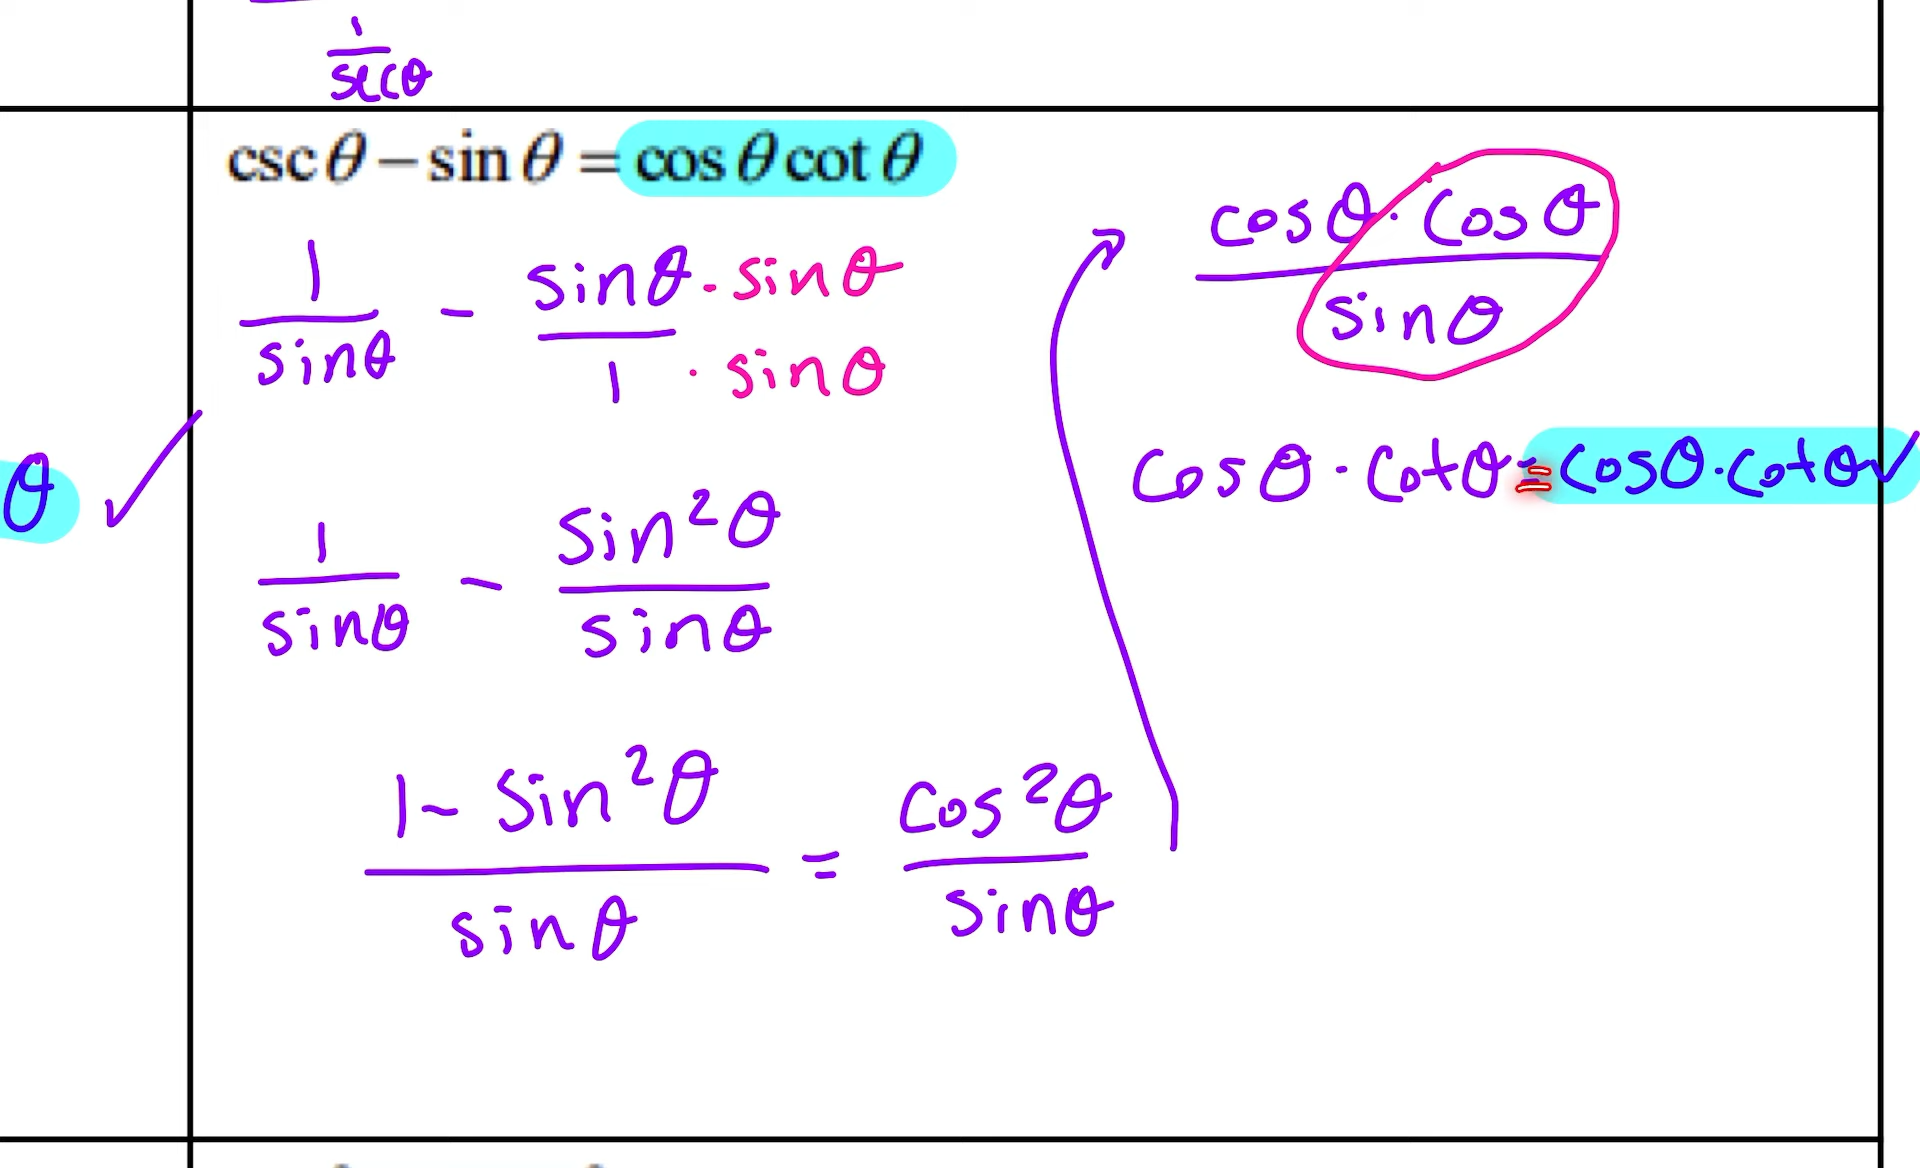 1
secθ
cscθ – sinθ = cosθ cotθ
1/sinθ - sinθ · sinθ / 1 · sinθ
θ ✓
1/sinθ - sin²θ/sinθ
1 - sin²θ / sinθ = cos²θ / sinθ
cosθ · cosθ / sinθ
cosθ · cotθ = cosθ · cotθ ✓